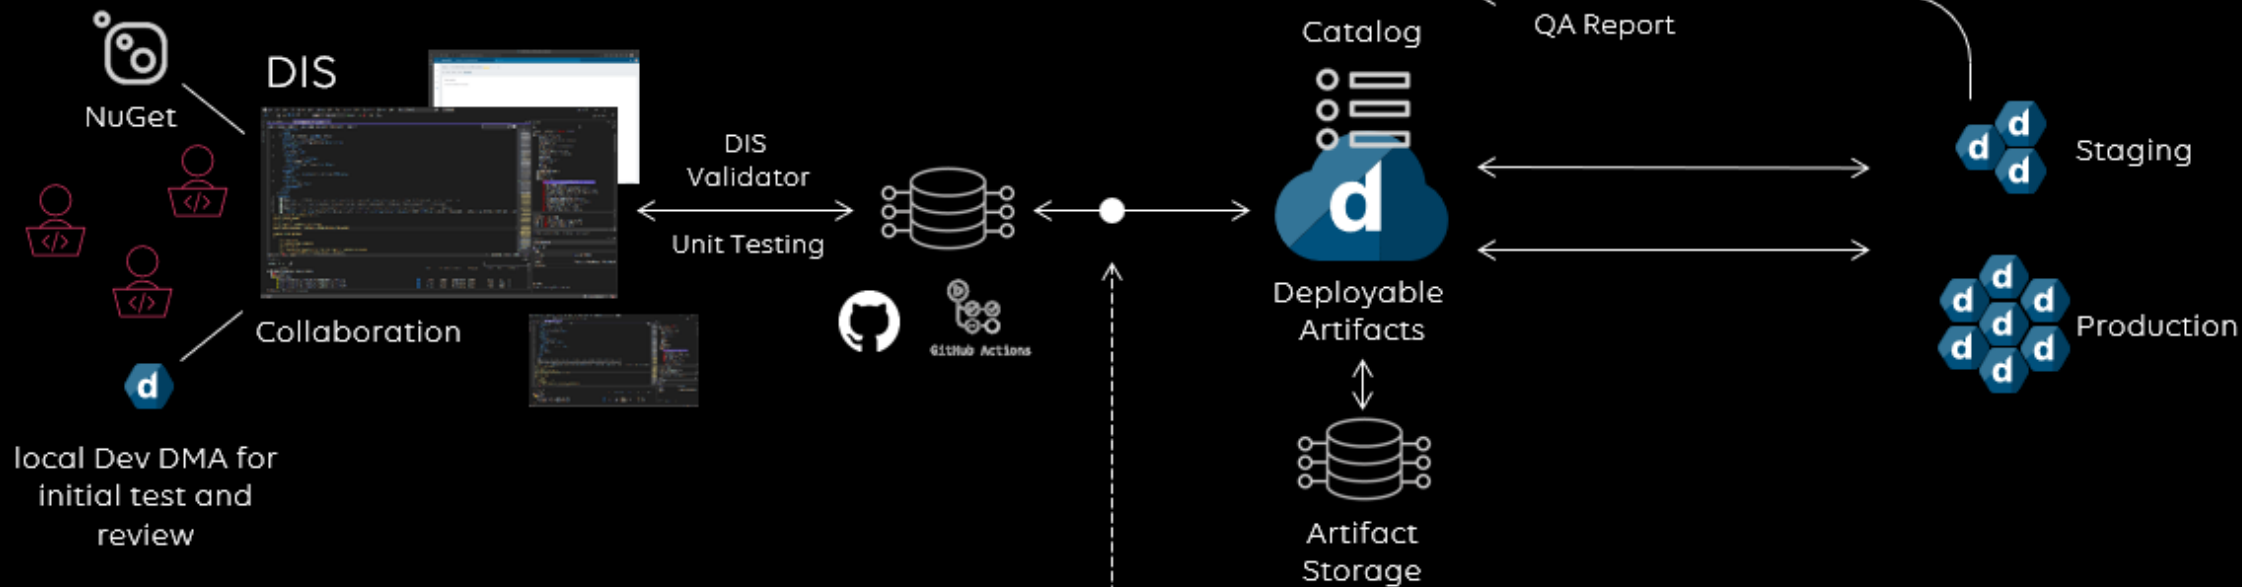 NuGet
DIS
Collaboration
local Dev DMA for
initial test and
review
DIS
Validator
Unit Testing
GitHub Actions
Catalog
d
Deployable
Artifacts
Artifact
Storage
QA Report
Staging
Production